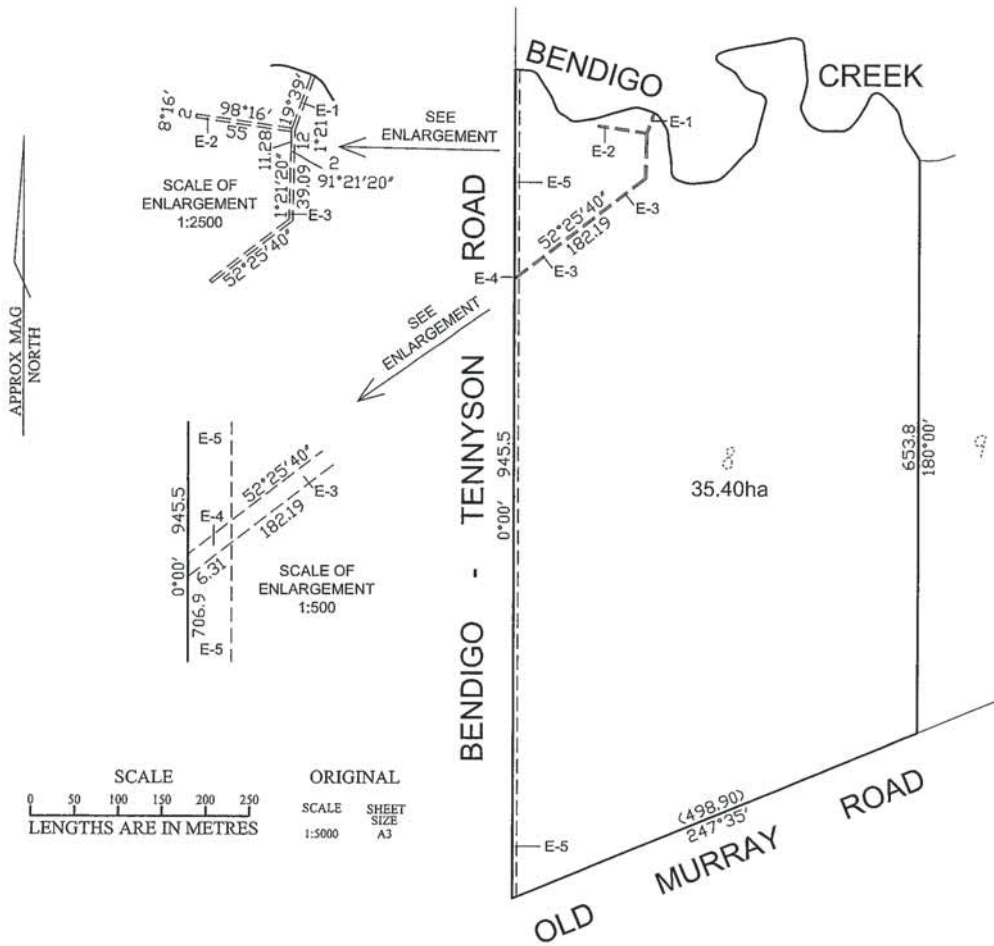 BENDIGO
CREEK
19°39'
E-1
8°16'
2
98°16'
55
E-2
11.28
12
1°21'
2
91°21'20"
1°21'20"
39.09
E-3
52°25'40"
SCALE OF
ENLARGEMENT
1:2500
SEE
ENLARGEMENT
E-1
E-2
E-5
E-3
52°25'40"
182.19
E-3
E-4
APPROX MAG
NORTH
SEE
ENLARGEMENT
BENDIGO - TENNYSON ROAD
0°00' 945.5
8
35.40ha
653.8
180°00'
9
E-5
945.5
0°00'
E-4
52°25'40"
E-3
182.19
6.31
706.9
E-5
SCALE OF
ENLARGEMENT
1:500
SCALE
0 50 100 150 200 250
LENGTHS ARE IN METRES
ORIGINAL
SCALE SHEET
SIZE
1:5000 A3
E-5
(498.90)
247°35'
OLD MURRAY ROAD